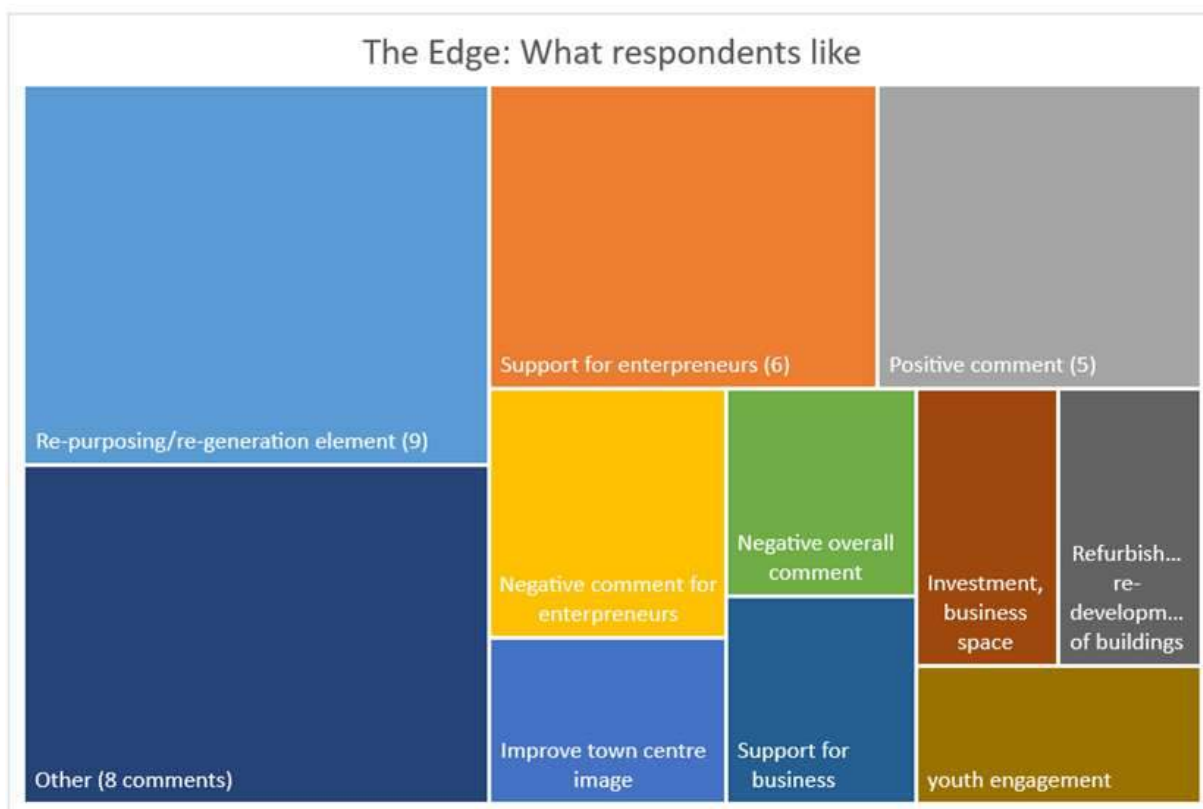 The Edge: What respondents like
Re-purposing/re-generation element (9)
Other (8 comments)
Support for enterpreneurs (6)
Positive comment (5)
Negative comment for
enterpreneurs
Improve town centre
image
Negative overall
comment
Support for
business
Investment,
business
space
Refurbish...
re-
developm...
of buildings
youth engagement